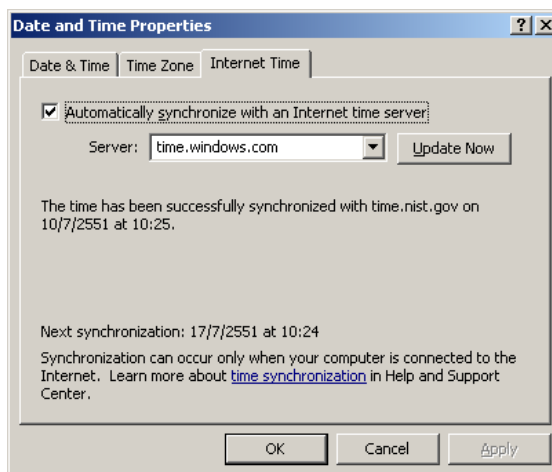 Date and Time Properties
Date & Time
Time Zone
Internet Time
Automatically synchronize with an Internet time server
Server:
time.windows.com
Update Now
The time has been successfully synchronized with time.nist.gov on
10/7/2551 at 10:25.
Next synchronization: 17/7/2551 at 10:24
Synchronization can occur only when your computer is connected to the
Internet. Learn more about time synchronization in Help and Support
Center.
OK
Cancel
Apply